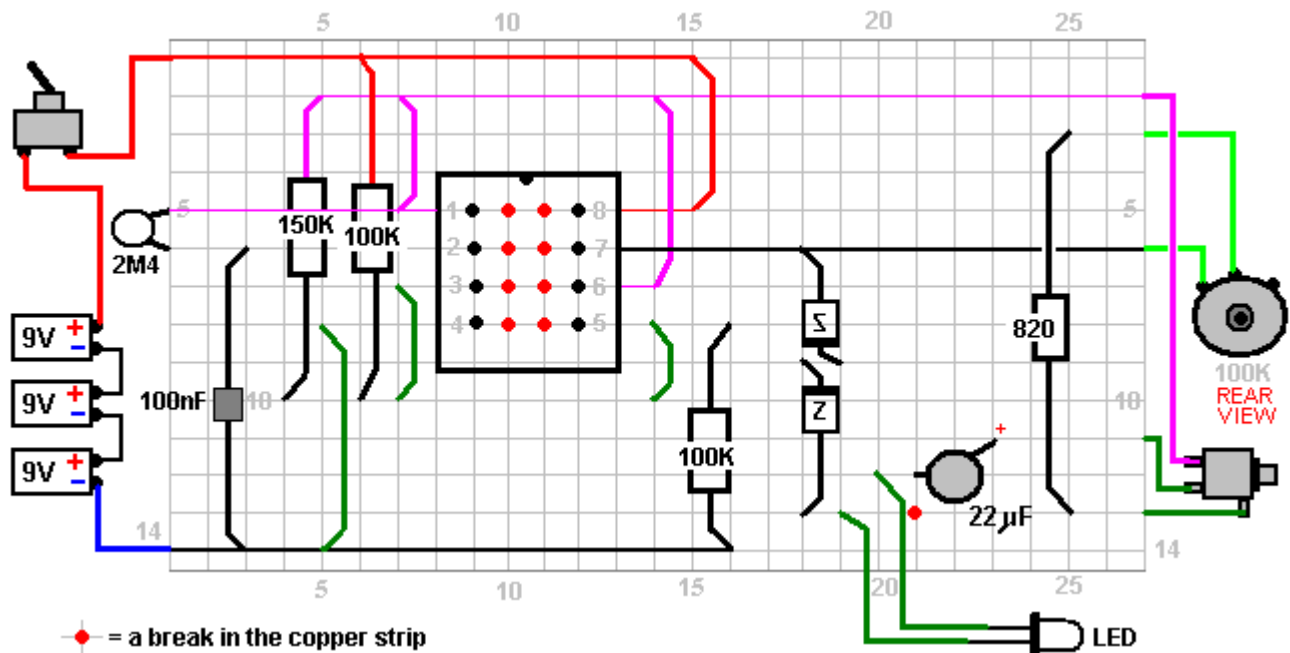 5 10 15 20 25
150K
100K
5
1 8
5
2 7
2M4
3 6
4 5
9V + −
820
Z
100K
REAR
VIEW
9V + −
100nF
10
Z
10
+
9V + −
100K
22 µF
14
14
5 10 15 20 25
= a break in the copper strip
LED